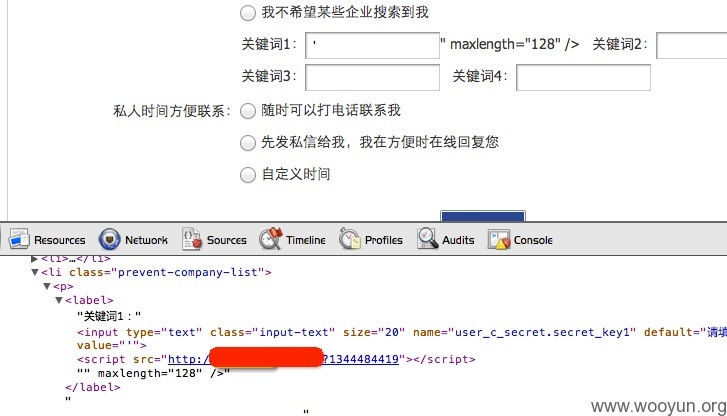 我不希望某些企业搜索到我
关键词1： ' " maxlength="128" /> 关键词2：
关键词3： 关键词4：
私人时间方便联系： 随时可以打电话联系我
先发私信给我，我在方便时在线回复您
自定义时间
Resources Network Sources Timeline Profiles Audits Console
▶<li>…</li>
▼<li class="prevent-company-list">
▼<p>
▼<label>
"关键词1："
<input type="text" class="input-text" size="20" name="user_c_secret.secret_key1" default="请填
value="'">
<script src="http:/ ?1344484419"></script>
"" maxlength="128" />"
</label>
"
"
www.wooyun.org